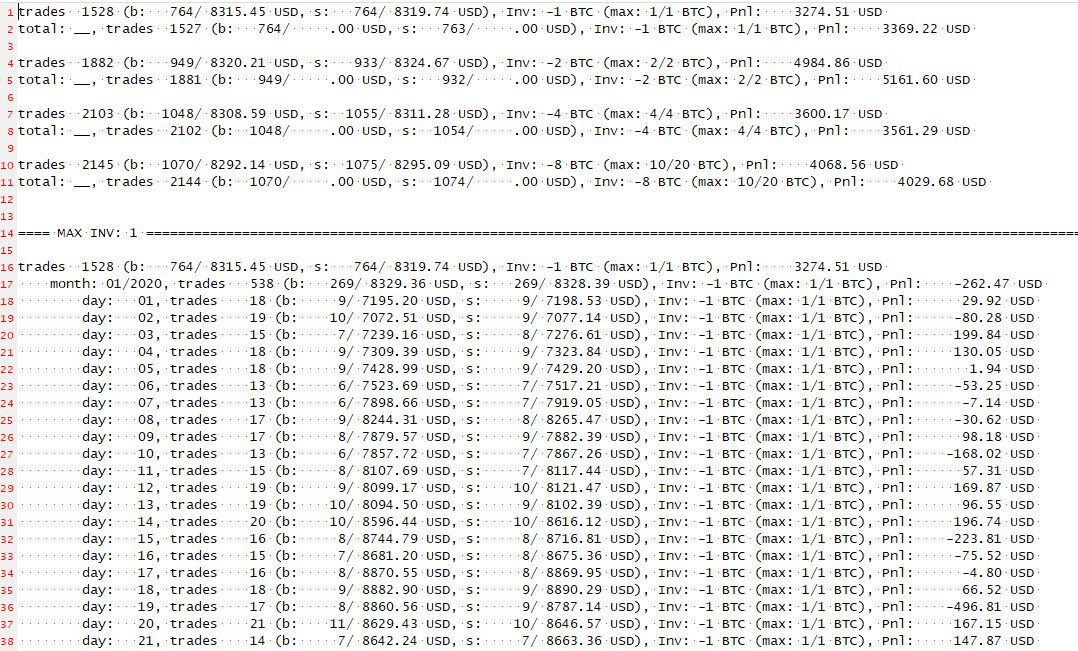 1 trades 1528 (b: 764/ 8315.45 USD, s: 764/ 8319.74 USD), Inv: -1 BTC (max: 1/1 BTC), Pnl: 3274.51 USD
2 total: __, trades 1527 (b: 764/ .00 USD, s: 763/ .00 USD), Inv: -1 BTC (max: 1/1 BTC), Pnl: 3369.22 USD
3
4 trades 1882 (b: 949/ 8320.21 USD, s: 933/ 8324.67 USD), Inv: -2 BTC (max: 2/2 BTC), Pnl: 4984.86 USD
5 total: __, trades 1881 (b: 949/ .00 USD, s: 932/ .00 USD), Inv: -2 BTC (max: 2/2 BTC), Pnl: 5161.60 USD
6
7 trades 2103 (b: 1048/ 8308.59 USD, s: 1055/ 8311.28 USD), Inv: -4 BTC (max: 4/4 BTC), Pnl: 3600.17 USD
8 total: __, trades 2102 (b: 1048/ .00 USD, s: 1054/ .00 USD), Inv: -4 BTC (max: 4/4 BTC), Pnl: 3561.29 USD
9
10 trades 2145 (b: 1070/ 8292.14 USD, s: 1075/ 8295.09 USD), Inv: -8 BTC (max: 10/20 BTC), Pnl: 4068.56 USD
11 total: __, trades 2144 (b: 1070/ .00 USD, s: 1074/ .00 USD), Inv: -8 BTC (max: 10/20 BTC), Pnl: 4029.68 USD
12
13
14 ==== MAX INV: 1 ====================================================================================================================
15
16 trades 1528 (b: 764/ 8315.45 USD, s: 764/ 8319.74 USD), Inv: -1 BTC (max: 1/1 BTC), Pnl: 3274.51 USD
17 month: 01/2020, trades 538 (b: 269/ 8329.36 USD, s: 269/ 8328.39 USD), Inv: -1 BTC (max: 1/1 BTC), Pnl: -262.47 USD
18 day: 01, trades 18 (b: 9/ 7195.20 USD, s: 9/ 7198.53 USD), Inv: -1 BTC (max: 1/1 BTC), Pnl: 29.92 USD
19 day: 02, trades 19 (b: 10/ 7072.51 USD, s: 9/ 7077.14 USD), Inv: -1 BTC (max: 1/1 BTC), Pnl: -80.28 USD
20 day: 03, trades 15 (b: 7/ 7239.16 USD, s: 8/ 7276.61 USD), Inv: -1 BTC (max: 1/1 BTC), Pnl: 199.84 USD
21 day: 04, trades 18 (b: 9/ 7309.39 USD, s: 9/ 7323.84 USD), Inv: -1 BTC (max: 1/1 BTC), Pnl: 130.05 USD
22 day: 05, trades 18 (b: 9/ 7428.99 USD, s: 9/ 7429.20 USD), Inv: -1 BTC (max: 1/1 BTC), Pnl: 1.94 USD
23 day: 06, trades 13 (b: 6/ 7523.69 USD, s: 7/ 7517.21 USD), Inv: -1 BTC (max: 1/1 BTC), Pnl: -53.25 USD
24 day: 07, trades 13 (b: 6/ 7898.66 USD, s: 7/ 7919.05 USD), Inv: -1 BTC (max: 1/1 BTC), Pnl: -7.14 USD
25 day: 08, trades 17 (b: 9/ 8244.31 USD, s: 8/ 8265.47 USD), Inv: -1 BTC (max: 1/1 BTC), Pnl: -30.62 USD
26 day: 09, trades 17 (b: 8/ 7879.57 USD, s: 9/ 7882.39 USD), Inv: -1 BTC (max: 1/1 BTC), Pnl: 98.18 USD
27 day: 10, trades 13 (b: 6/ 7857.72 USD, s: 7/ 7867.26 USD), Inv: -1 BTC (max: 1/1 BTC), Pnl: -168.02 USD
28 day: 11, trades 15 (b: 8/ 8107.69 USD, s: 7/ 8117.44 USD), Inv: -1 BTC (max: 1/1 BTC), Pnl: 57.31 USD
29 day: 12, trades 19 (b: 9/ 8099.17 USD, s: 10/ 8121.47 USD), Inv: -1 BTC (max: 1/1 BTC), Pnl: 169.87 USD
30 day: 13, trades 19 (b: 10/ 8094.50 USD, s: 9/ 8102.39 USD), Inv: -1 BTC (max: 1/1 BTC), Pnl: 96.55 USD
31 day: 14, trades 20 (b: 10/ 8596.44 USD, s: 10/ 8616.12 USD), Inv: -1 BTC (max: 1/1 BTC), Pnl: 196.74 USD
32 day: 15, trades 16 (b: 8/ 8744.79 USD, s: 8/ 8716.81 USD), Inv: -1 BTC (max: 1/1 BTC), Pnl: -223.81 USD
33 day: 16, trades 15 (b: 7/ 8681.20 USD, s: 8/ 8675.36 USD), Inv: -1 BTC (max: 1/1 BTC), Pnl: -75.52 USD
34 day: 17, trades 16 (b: 8/ 8870.55 USD, s: 8/ 8869.95 USD), Inv: -1 BTC (max: 1/1 BTC), Pnl: -4.80 USD
35 day: 18, trades 18 (b: 9/ 8882.90 USD, s: 9/ 8890.29 USD), Inv: -1 BTC (max: 1/1 BTC), Pnl: 66.52 USD
36 day: 19, trades 17 (b: 8/ 8860.56 USD, s: 9/ 8787.14 USD), Inv: -1 BTC (max: 1/1 BTC), Pnl: -496.81 USD
37 day: 20, trades 21 (b: 11/ 8629.43 USD, s: 10/ 8646.57 USD), Inv: -1 BTC (max: 1/1 BTC), Pnl: 167.15 USD
38 day: 21, trades 14 (b: 7/ 8642.24 USD, s: 7/ 8663.36 USD), Inv: -1 BTC (max: 1/1 BTC), Pnl: 147.87 USD